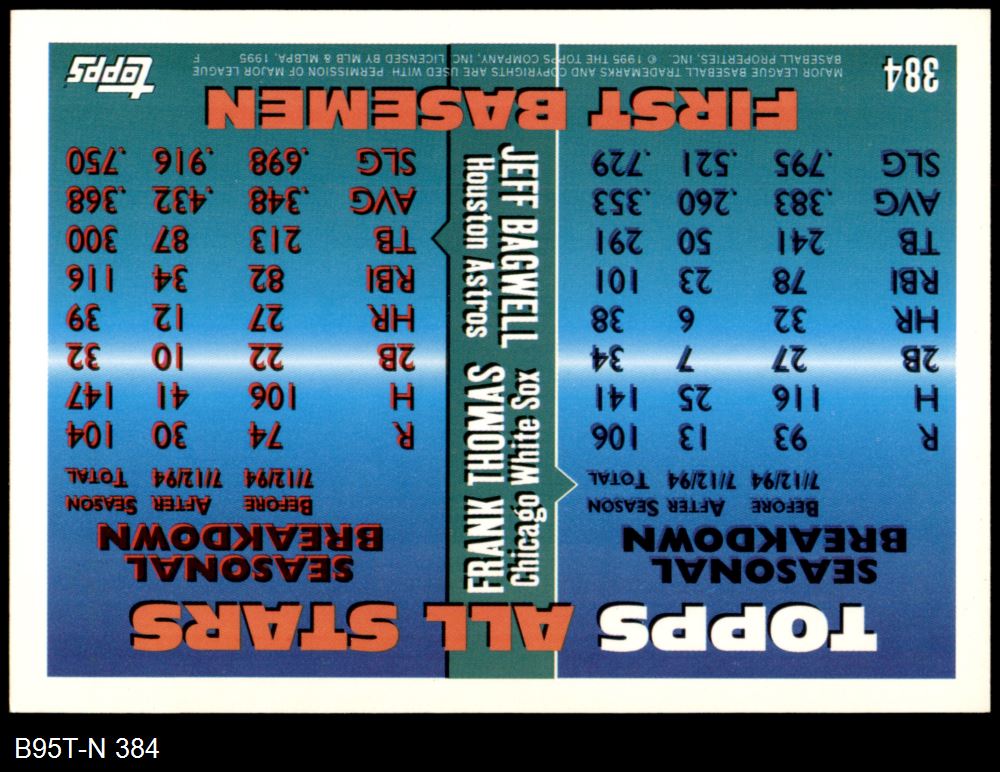 TOPPS ALL STARS
SEASONAL
BREAKDOWN
BEFORE AFTER SEASON
7/12/94 7/12/94 TOTAL
R 93 13 106
H 116 25 141
2B 27 7 34
HR 32 6 38
RBI 78 23 101
TB 241 50 291
AVG .383 .260 .353
SLG .795 .521 .729
FRANK THOMAS
Chicago White Sox
JEFF BAGWELL
Houston Astros
SEASONAL
BREAKDOWN
BEFORE AFTER SEASON
7/12/94 7/12/94 TOTAL
R 74 30 104
H 106 41 147
2B 22 10 32
HR 27 12 39
RBI 82 34 116
TB 213 87 300
AVG .348 .432 .368
SLG .698 .916 .750
FIRST BASEMEN
384
MAJOR LEAGUE BASEBALL TRADEMARKS AND COPYRIGHTS ARE USED WITH PERMISSION OF MAJOR LEAGUE
BASEBALL PROPERTIES, INC. © 1995 THE TOPPS COMPANY, INC. LICENSED BY MLB & MLBPA, 1995
F
Topps
B95T-N 384